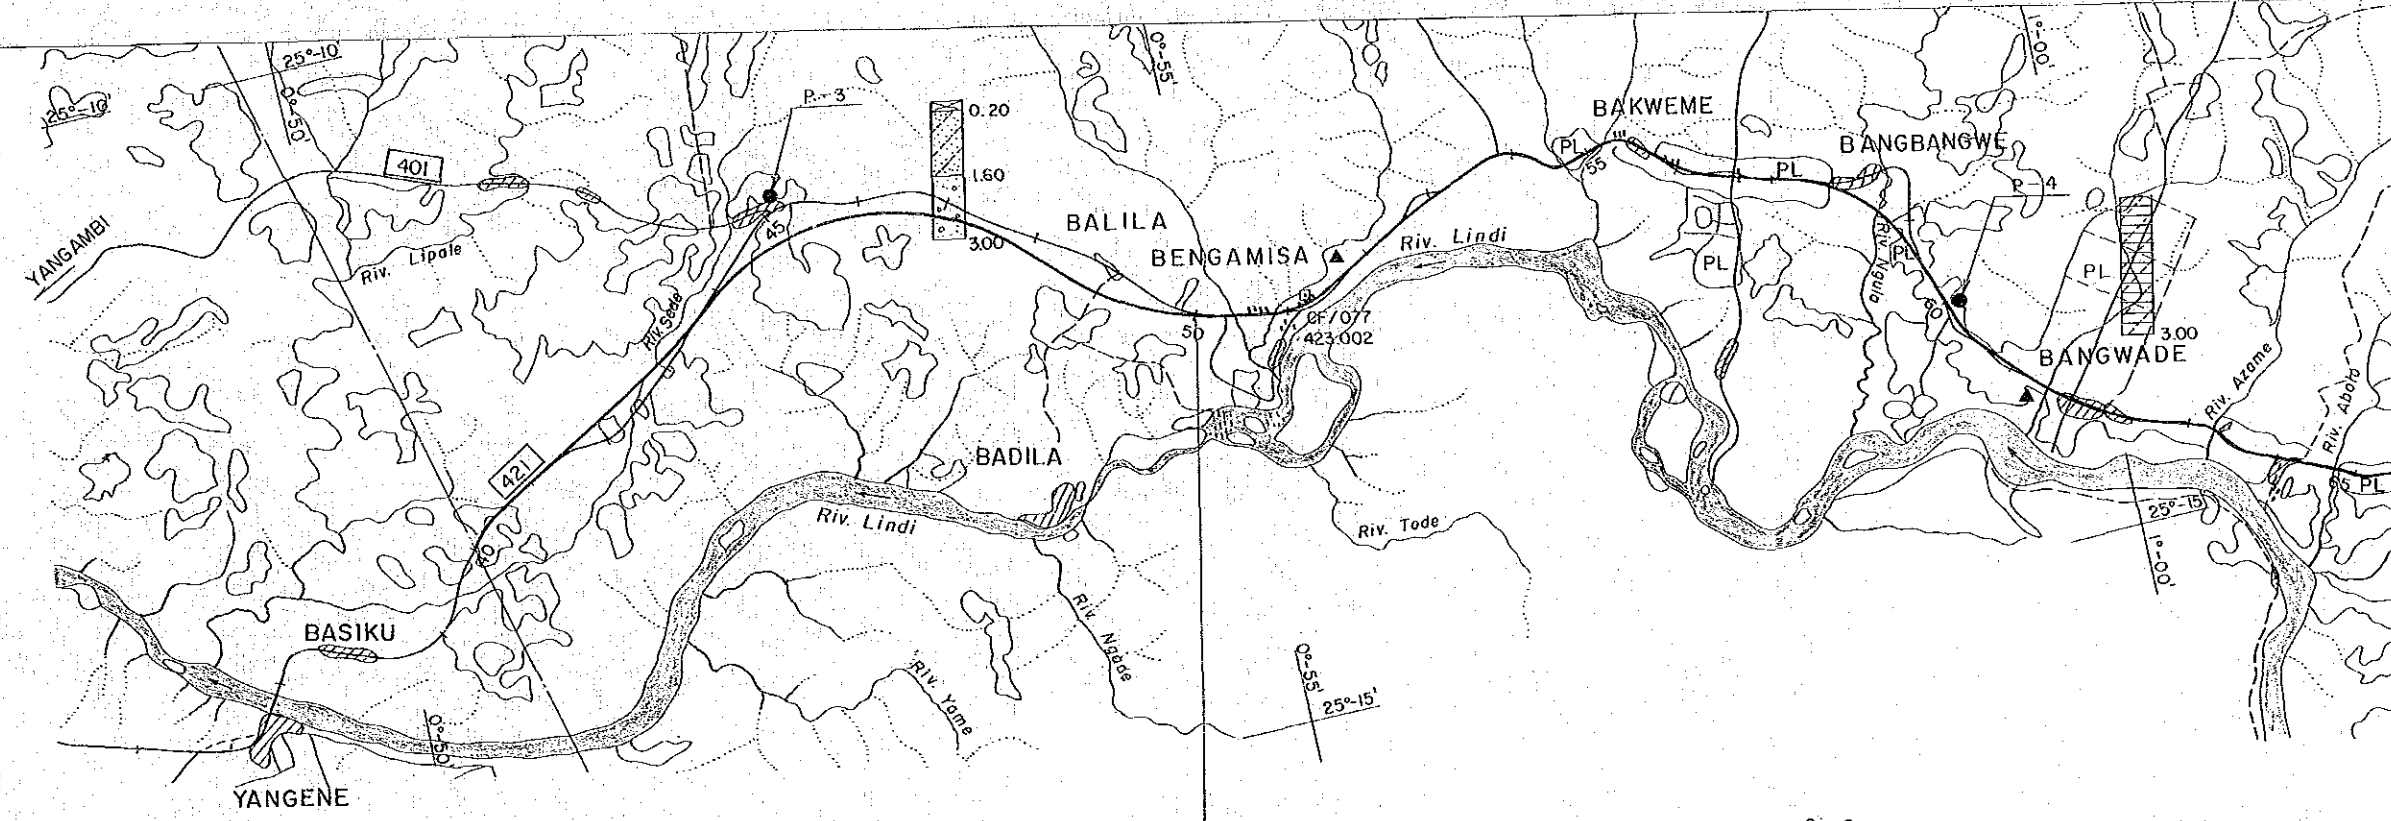 25°-10'
25°-10'
0°-50'
401
YANGAMBI
Riv. Lipale
P-3
45
0.20
1.60
3.00
Riv. Sede
421
40
BALILA
BENGAMISA
0°-55'
50
CF/077
423.002
Riv. Lindi
BAKWEME
PL
55
PL
BANGBANGWE
PL
Riv. Ngula
PL
60
P-4
1°-00'
PL
3.00
BANGWADE
Riv. Azame
Riv. Abolo
65
PL
25°-15'
1°-00'
BADILA
Riv. Lindi
Riv. Tode
Riv. Ngode
Riv. Yame
0°-55'
25°-15'
BASIKU
0°-50'
YANGENE